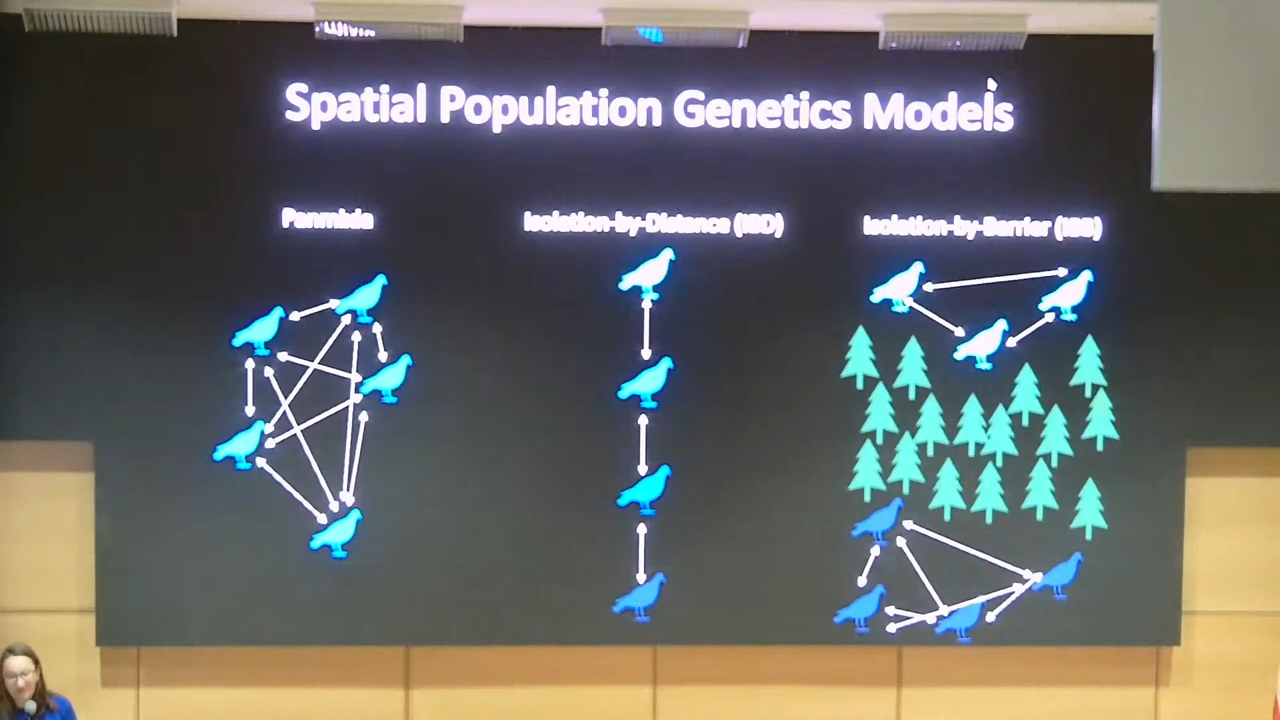 Spatial Population Genetics Models
Panmixia
Isolation-by-Distance (IBD)
Isolation-by-Barrier (IBB)